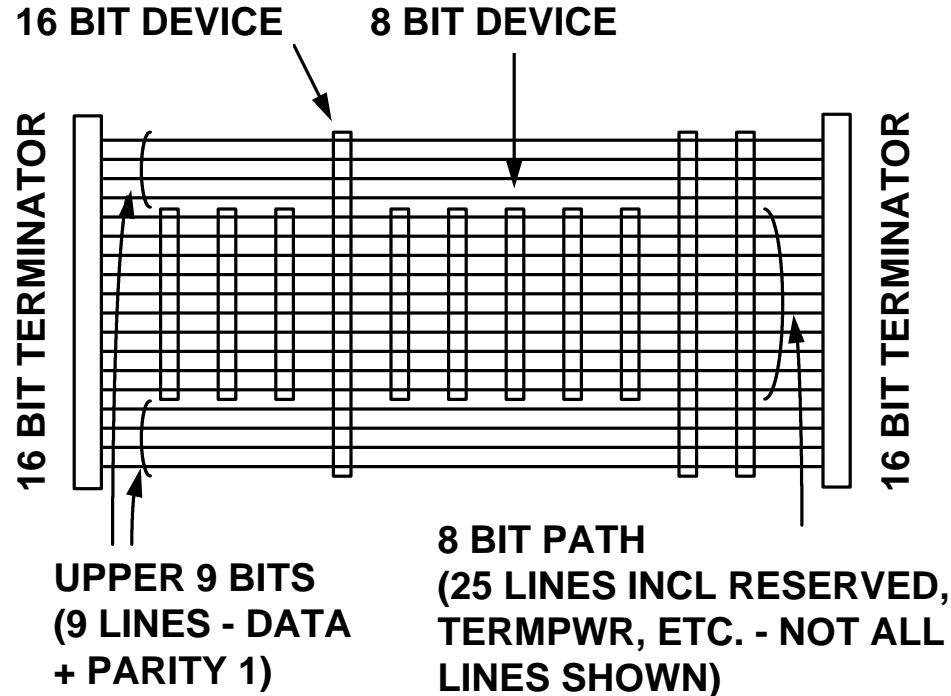 16 BIT DEVICE
8 BIT DEVICE
16 BIT TERMINATOR
16 BIT TERMINATOR
UPPER 9 BITS
(9 LINES - DATA
+ PARITY 1)
8 BIT PATH
(25 LINES INCL RESERVED,
TERMPWR, ETC. - NOT ALL
LINES SHOWN)